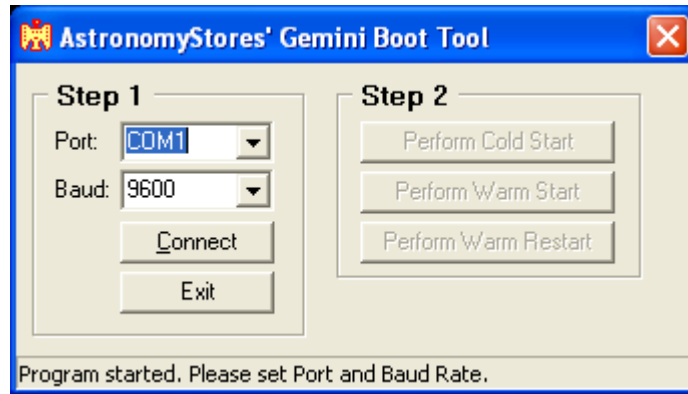 AstronomyStores' Gemini Boot Tool
Step 1
Port: COM1
Baud: 9600
Connect
Exit
Step 2
Perform Cold Start
Perform Warm Start
Perform Warm Restart
Program started. Please set Port and Baud Rate.